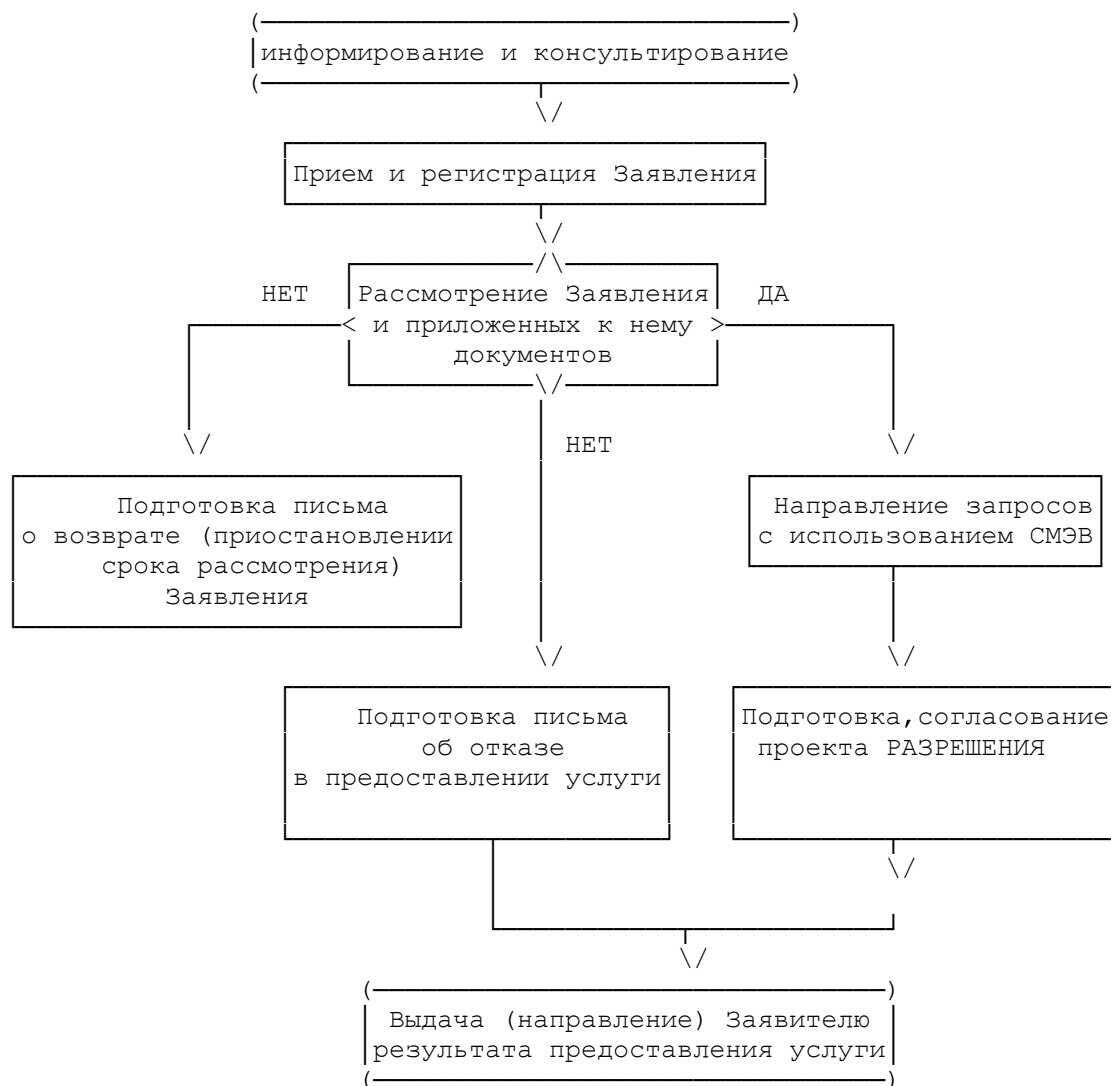 информирование и консультирование
Прием и регистрация Заявления
НЕТ
Рассмотрение Заявления
и приложенных к нему
документов
ДА
НЕТ
Подготовка письма
о возврате (приостановлении
срока рассмотрения)
Заявления
Направление запросов
с использованием СМЭВ
Подготовка письма
об отказе
в предоставлении услуги
Подготовка,согласование
проекта РАЗРЕШЕНИЯ
Выдача (направление) Заявителю
результата предоставления услуги